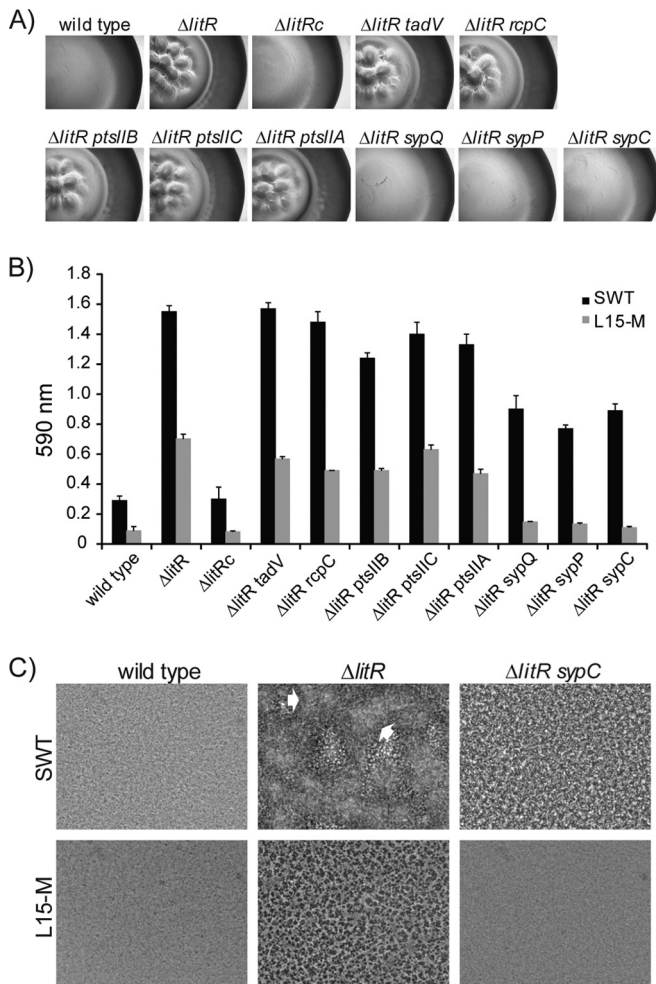 A)
wild type ΔlitR ΔlitRc ΔlitR tadV ΔlitR rcpC
ΔlitR ptsIIB ΔlitR ptsIIC ΔlitR ptsIIA ΔlitR sypQ ΔlitR sypP ΔlitR sypC
B)
1.8
1.6
1.4
1.2
1.0
0.8
0.6
0.4
0.2
0
590 nm
SWT
L15-M
wild type
ΔlitR
ΔlitRc
ΔlitR tadV
ΔlitR rcpC
ΔlitR ptsIIB
ΔlitR ptsIIC
ΔlitR ptsIIA
ΔlitR sypQ
ΔlitR sypP
ΔlitR sypC
C)
wild type ΔlitR ΔlitR sypC
SWT
L15-M